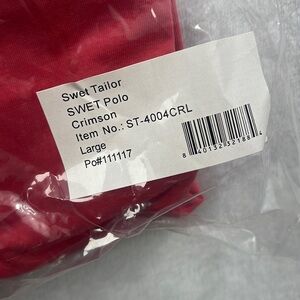 Swet Tailor
SWET Polo
Crimson
Item No.: ST-4004CRL
Large
Po#111117